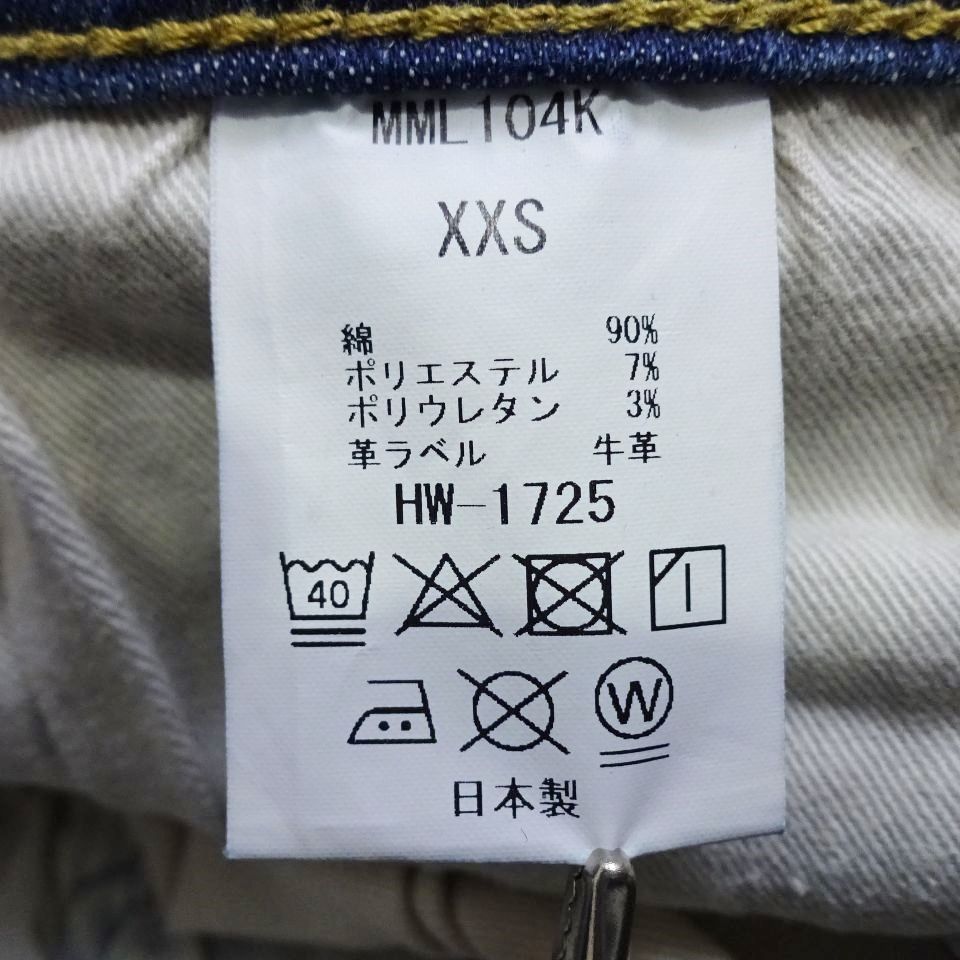 MML104K
XXS
綿 90%
ポリエステル 7%
ポリウレタン 3%
革ラベル 牛革
HW-1725
40
W
日本製